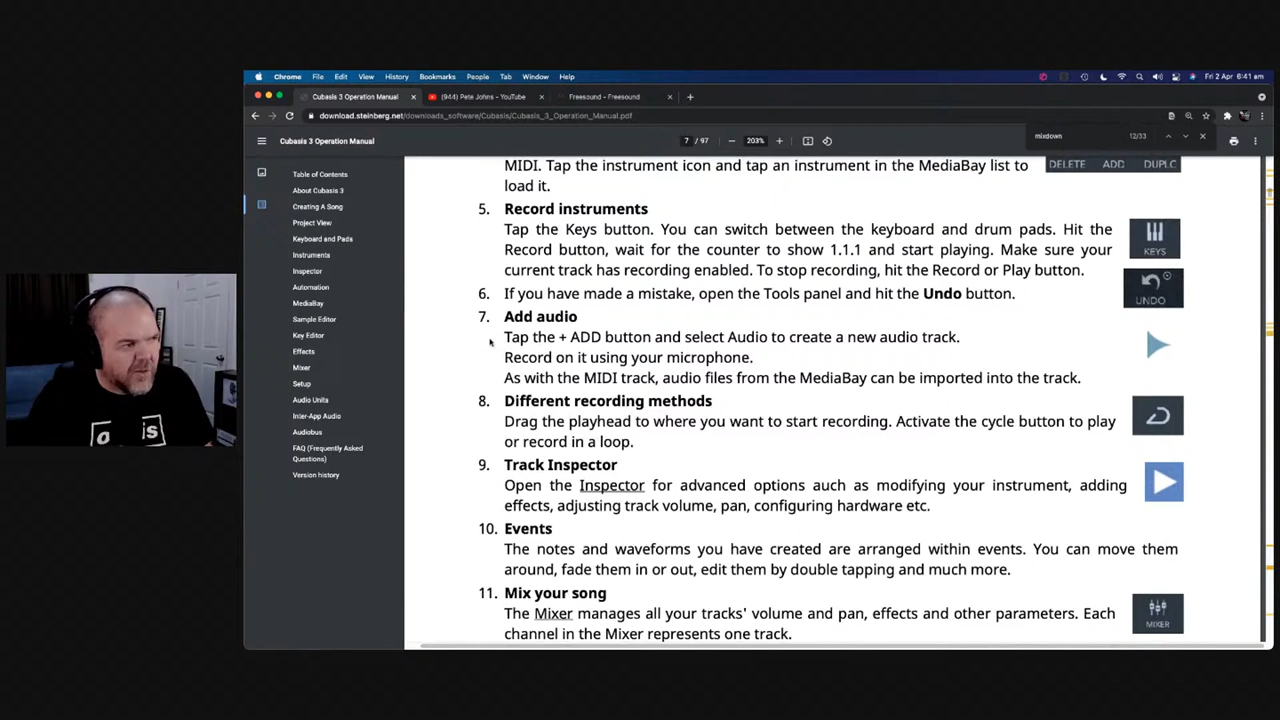 Chrome File Edit View History Bookmarks People Tab Window Help
Fri 2 Apr 6:41 am
Cubasis 3 Operation Manual
(944) Pete Johns - YouTube
Freesound - Freesound
download.steinberg.net/downloads_software/Cubasis/Cubasis_3_Operation_Manual.pdf
Cubasis 3 Operation Manual
7 / 97
203%
mixdown
12/33
Table of Contents
About Cubasis 3
Creating A Song
Project View
Keyboard and Pads
Instruments
Inspector
Automation
MediaBay
Sample Editor
Key Editor
Effects
Mixer
Setup
Audio Units
Inter-App Audio
Audiobus
FAQ (Frequently Asked
Questions)
Version history
MIDI. Tap the instrument icon and tap an instrument in the MediaBay list to
load it.
DELETE ADD DUPLC
5. Record instruments
Tap the Keys button. You can switch between the keyboard and drum pads. Hit the
Record button, wait for the counter to show 1.1.1 and start playing. Make sure your
current track has recording enabled. To stop recording, hit the Record or Play button.
KEYS
6. If you have made a mistake, open the Tools panel and hit the Undo button.
UNDO
7. Add audio
Tap the + ADD button and select Audio to create a new audio track.
Record on it using your microphone.
As with the MIDI track, audio files from the MediaBay can be imported into the track.
8. Different recording methods
Drag the playhead to where you want to start recording. Activate the cycle button to play
or record in a loop.
9. Track Inspector
Open the Inspector for advanced options such as modifying your instrument, adding
effects, adjusting track volume, pan, configuring hardware etc.
10. Events
The notes and waveforms you have created are arranged within events. You can move them
around, fade them in or out, edit them by double tapping and much more.
11. Mix your song
The Mixer manages all your tracks' volume and pan, effects and other parameters. Each
channel in the Mixer represents one track.
MIXER